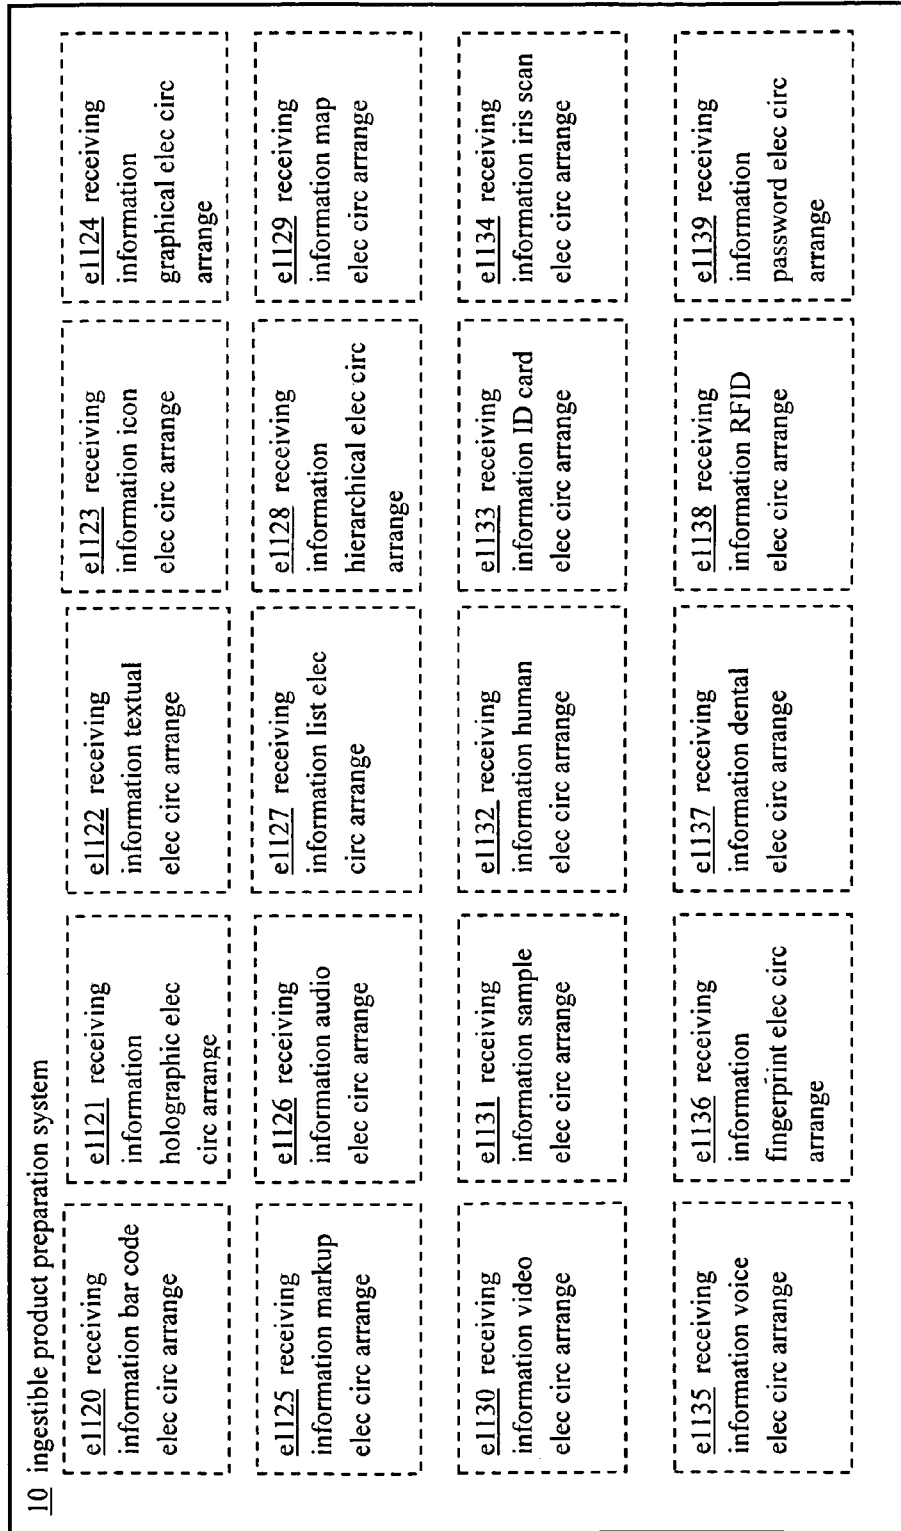 10 ingestible product preparation system
e1120 receiving
information bar code
elec circ arrange
e1121 receiving
information
holographic elec
circ arrange
e1122 receiving
information textual
elec circ arrange
e1123 receiving
information icon
elec circ arrange
e1124 receiving
information
graphical elec circ
arrange
e1125 receiving
information markup
elec circ arrange
e1126 receiving
information audio
elec circ arrange
e1127 receiving
information list elec
circ arrange
e1128 receiving
information
hierarchical elec circ
arrange
e1129 receiving
information map
elec circ arrange
e1130 receiving
information video
elec circ arrange
e1131 receiving
information sample
elec circ arrange
e1132 receiving
information human
elec circ arrange
e1133 receiving
information ID card
elec circ arrange
e1134 receiving
information iris scan
elec circ arrange
e1135 receiving
information voice
elec circ arrange
e1136 receiving
information
fingerprint elec circ
arrange
e1137 receiving
information dental
elec circ arrange
e1138 receiving
information RFID
elec circ arrange
e1139 receiving
information
password elec circ
arrange